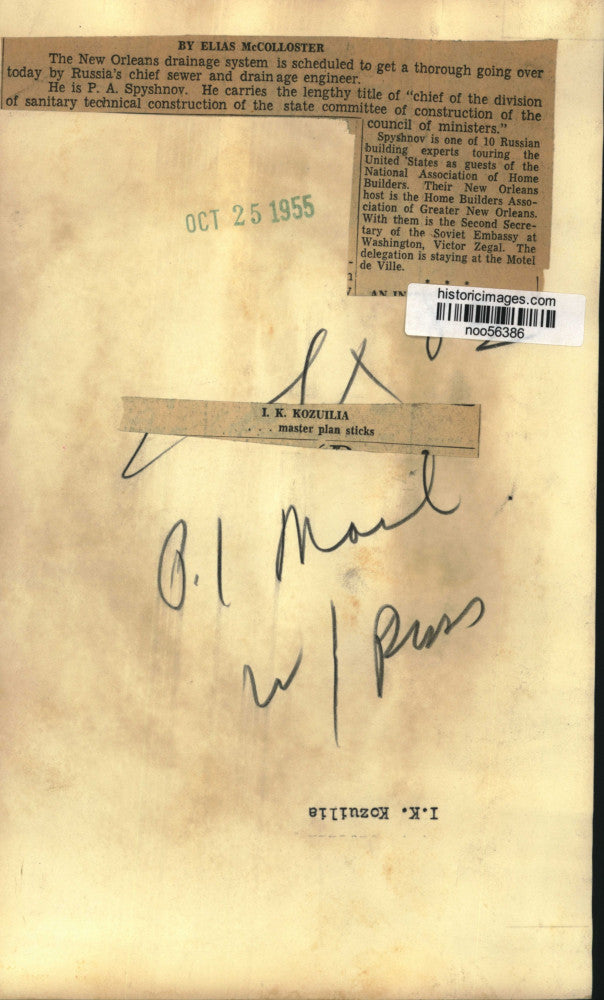 BY ELIAS McCOLLOSTER
The New Orleans drainage system is scheduled to get a thorough going over
today by Russia's chief sewer and drainage engineer.
He is P. A. Spyshnov. He carries the lengthy title of "chief of the division
of sanitary technical construction of the state committee of construction of the
council of ministers."
Spyshnov is one of 10 Russian
building experts touring the
United States as guests of the
National Association of Home
Builders. Their New Orleans
host is the Home Builders Asso-
ciation of Greater New Orleans.
With them is the Second Secre-
tary of the Soviet Embassy at
Washington, Victor Zegal. The
delegation is staying at the Motel
de Ville.
AN IN
OCT 25 1955
historicimages.com
noo56386
I. K. KOZUILIA
. . . master plan sticks
P.1 Mail
w/
I.K. Kozuilia